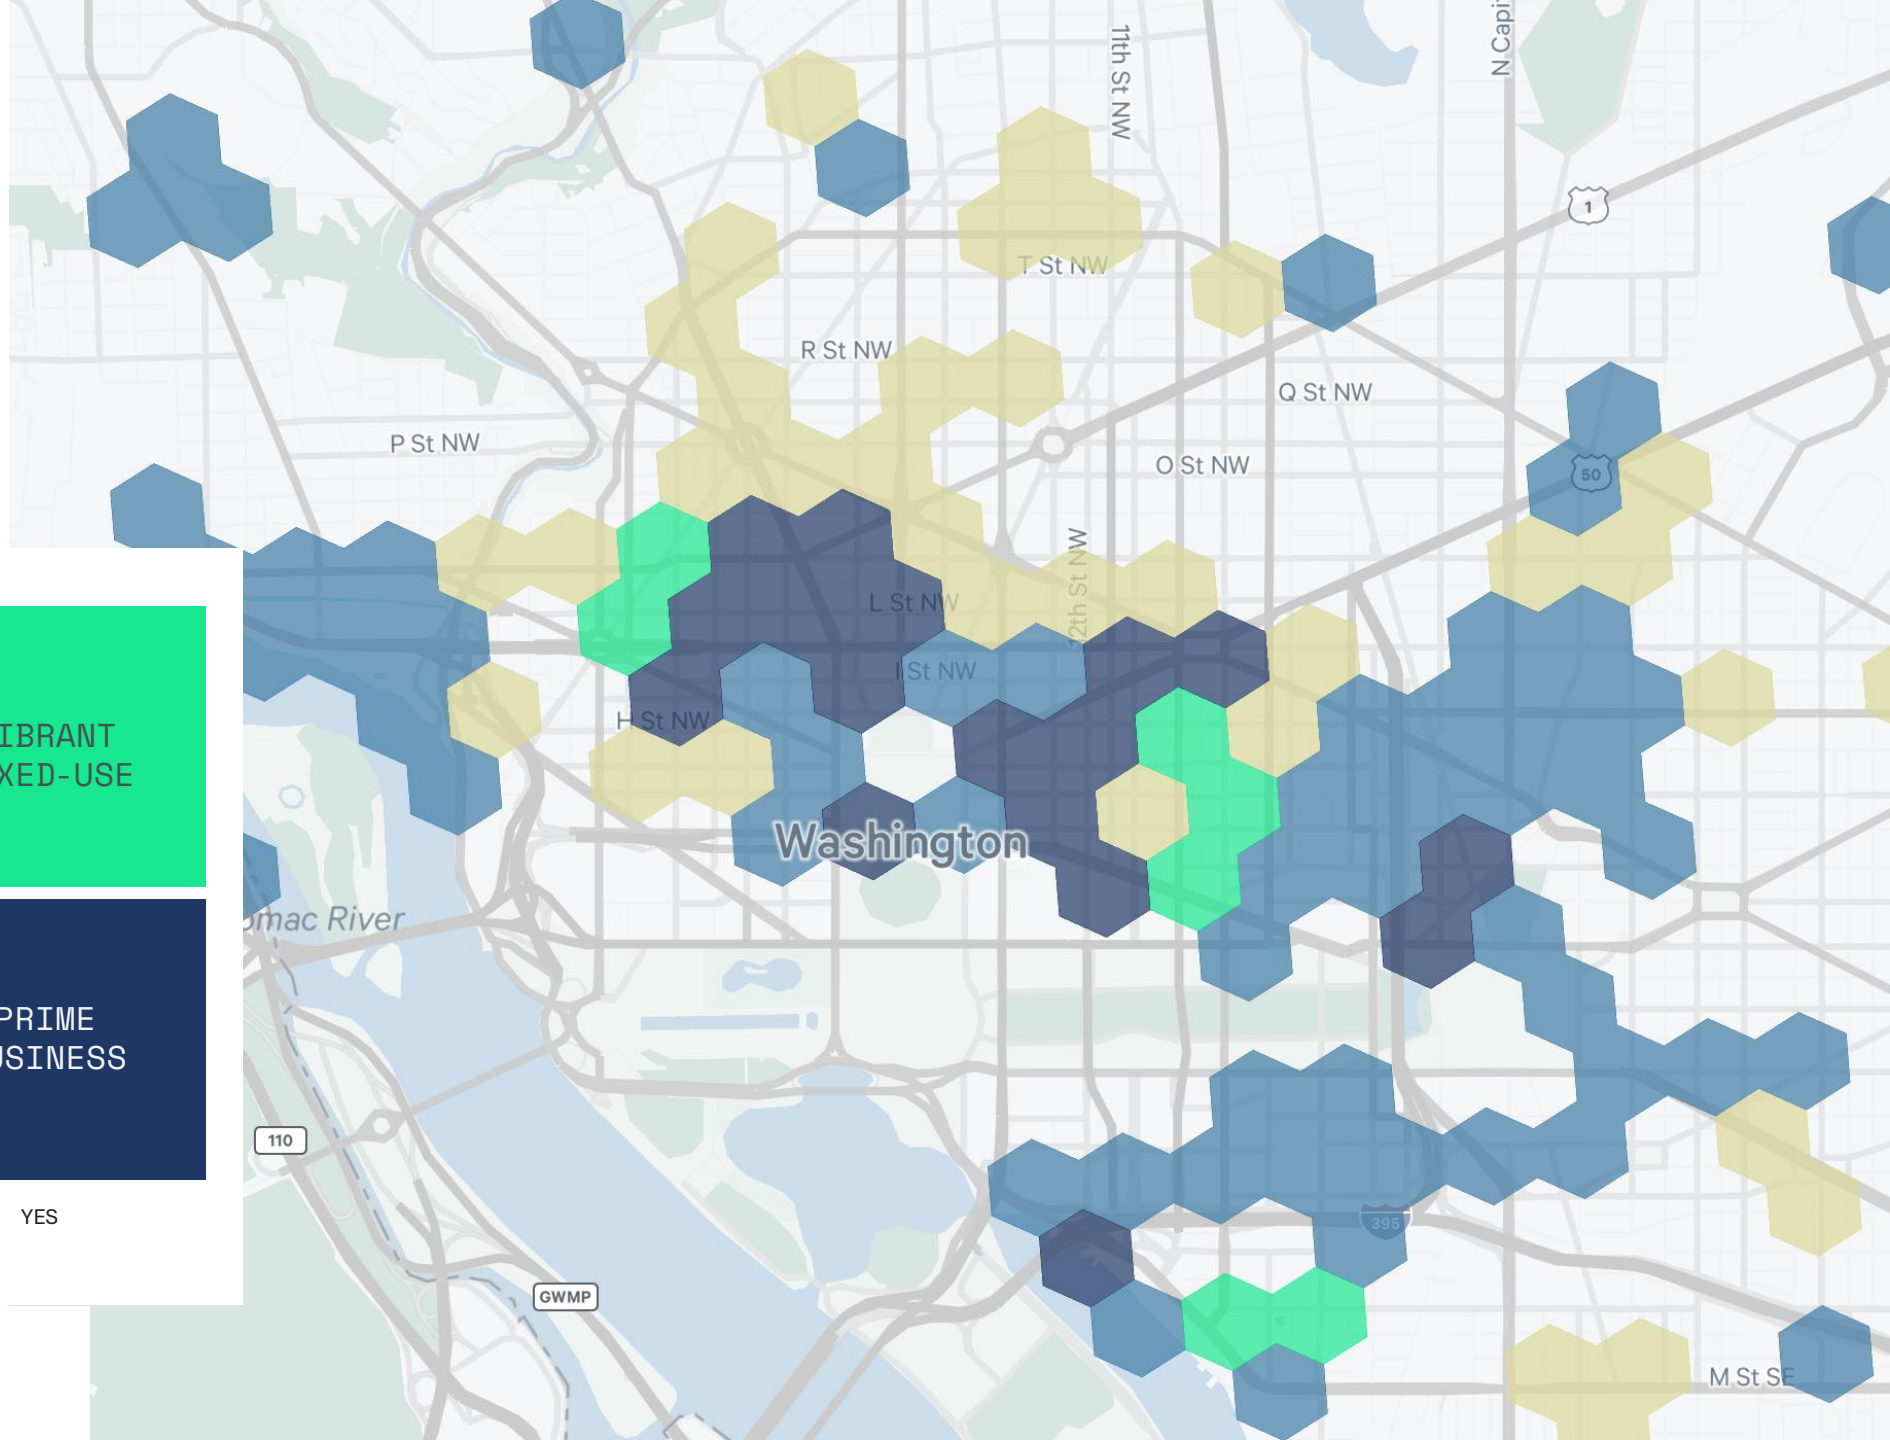 11th St NW
N Capi
1
T St NW
R St NW
Q St NW
P St NW
O St NW
50
12th St NW
L St NW
I St NW
H St NW
IBRANT
XED-USE
Washington
omac River
PRIME
USINESS
110
YES
395
GWMP
M St SE